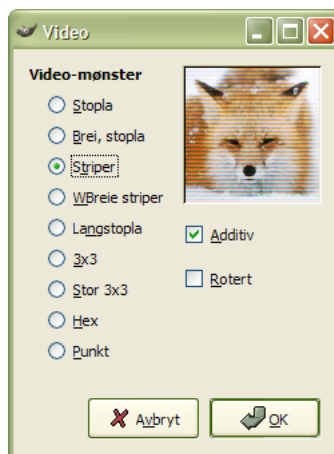 Video
Video-mønster
Stopla
Brei, stopla
Striper
WBreie striper
Langstopla
3x3
Stor 3x3
Hex
Punkt
Additiv
Rotert
Avbryt
OK